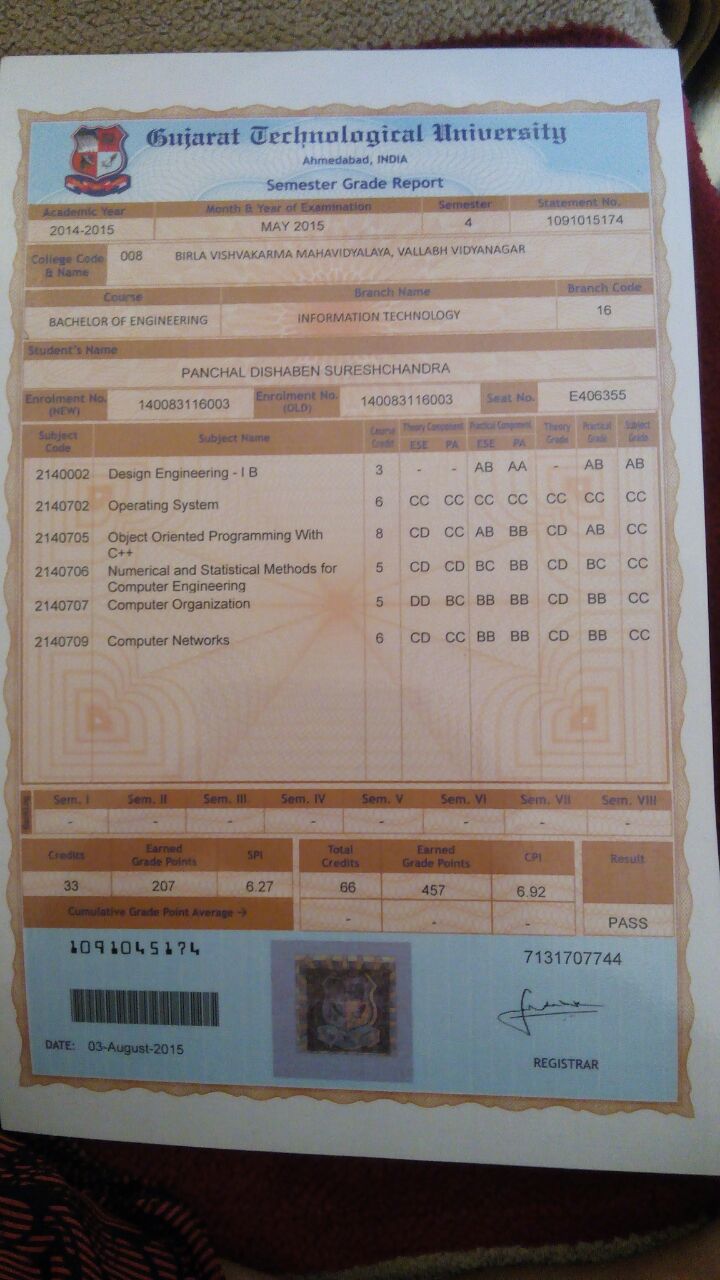 Gujarat Technological University
Ahmedabad, INDIA
Semester Grade Report
Academic Year Month & Year of Examination Semester Statement No.
2014-2015 MAY 2015 4 1091015174
College Code & Name 008 BIRLA VISHVAKARMA MAHAVIDYALAYA, VALLABH VIDYANAGAR
Course Branch Name Branch Code
BACHELOR OF ENGINEERING INFORMATION TECHNOLOGY 16
Student's Name
PANCHAL DISHABEN SURESHCHANDRA
Enrolment No. (NEW) 140083116003 Enrolment No. (OLD) 140083116003 Seat No. E406355
Subject Code Subject Name Course Credit Theory Component ESE PA Practical Component ESE PA Theory Grade Practical Grade Subject Grade
2140002 Design Engineering - I B 3 - - AB AA - AB AB
2140702 Operating System 6 CC CC CC CC CC CC CC
2140705 Object Oriented Programming With 8 CD CC AB BB CD AB CC
C++
2140706 Numerical and Statistical Methods for 5 CD CD BC BB CD BC CC
Computer Engineering
2140707 Computer Organization 5 DD BC BB BB CD BB CC
2140709 Computer Networks 6 CD CC BB BB CD BB CC
Sem. I Sem. II Sem. III Sem. IV Sem. V Sem. VI Sem. VII Sem. VIII
- - - - - - - -
Credits Earned Grade Points SPI Total Credits Earned Grade Points CPI Result
33 207 6.27 66 457 6.92
Cumulative Grade Point Average → - - - PASS
1091045174 7131707744
DATE: 03-August-2015
REGISTRAR